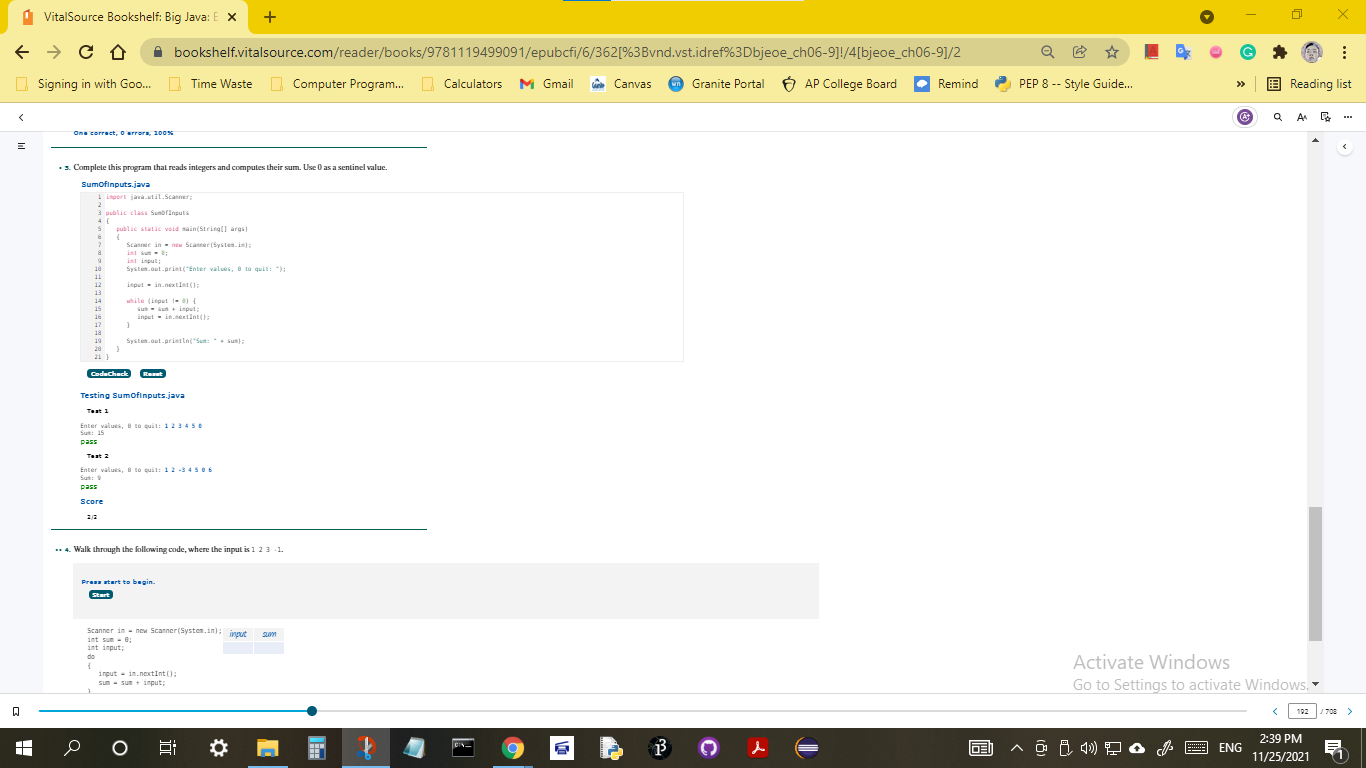 VitalSource Bookshelf: Big Java: E
bookshelf.vitalsource.com/reader/books/9781119499091/epubcfi/6/362[%3Bvnd.vst.idref%3Dbjeoe_ch06-9]!/4[bjeoe_ch06-9]/2
Signing in with Goo... Time Waste Computer Program... Calculators Gmail Canvas Granite Portal AP College Board Remind PEP 8 -- Style Guide... » Reading list
One correct, 0 errors, 100%
• 3. Complete this program that reads integers and computes their sum. Use 0 as a sentinel value.
SumOfInputs.java
1 import java.util.Scanner;
2
3 public class SumOfInputs
4 {
5 public static void main(String[] args)
6 {
7 Scanner in = new Scanner(System.in);
8 int sum = 0;
9 int input;
10 System.out.print("Enter values, 0 to quit: ");
11
12 input = in.nextInt();
13
14 while (input != 0) {
15 sum = sum + input;
16 input = in.nextInt();
17 }
18
19 System.out.println("Sum: " + sum);
20 }
21 }
CodeCheck Reset
Testing SumOfInputs.java
Test 1
Enter values, 0 to quit: 1 2 3 4 5 0
Sum: 15
pass
Test 2
Enter values, 0 to quit: 1 2 -3 4 5 0 6
Sum: 9
pass
Score
2/2
•• 4. Walk through the following code, where the input is 1 2 3 -1.
Press start to begin.
Start
Scanner in = new Scanner(System.in); input sum
int sum = 0;
int input;
do
{
input = in.nextInt();
sum = sum + input;
}
Activate Windows
Go to Settings to activate Windows.
192 / 708
ENG
2:39 PM
11/25/2021
1